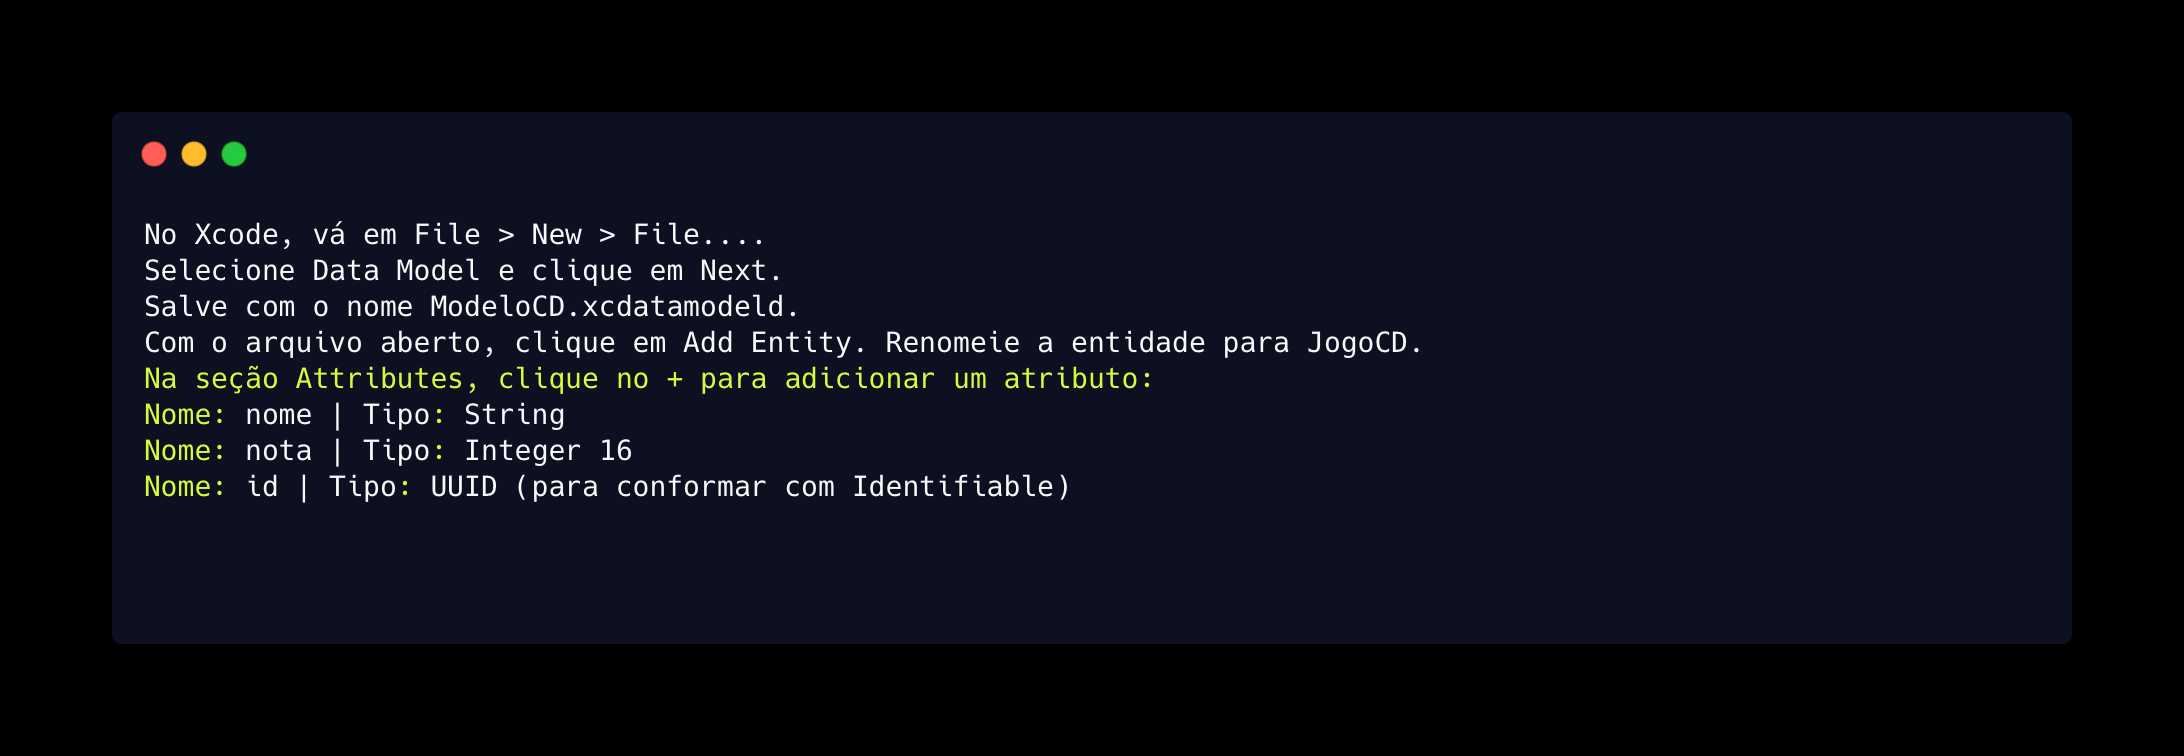 No Xcode, vá em File > New > File....
Selecione Data Model e clique em Next.
Salve com o nome ModeloCD.xcdatamodeld.
Com o arquivo aberto, clique em Add Entity. Renomeie a entidade para JogoCD.
Na seção Attributes, clique no + para adicionar um atributo:
Nome: nome | Tipo: String
Nome: nota | Tipo: Integer 16
Nome: id | Tipo: UUID (para conformar com Identifiable)